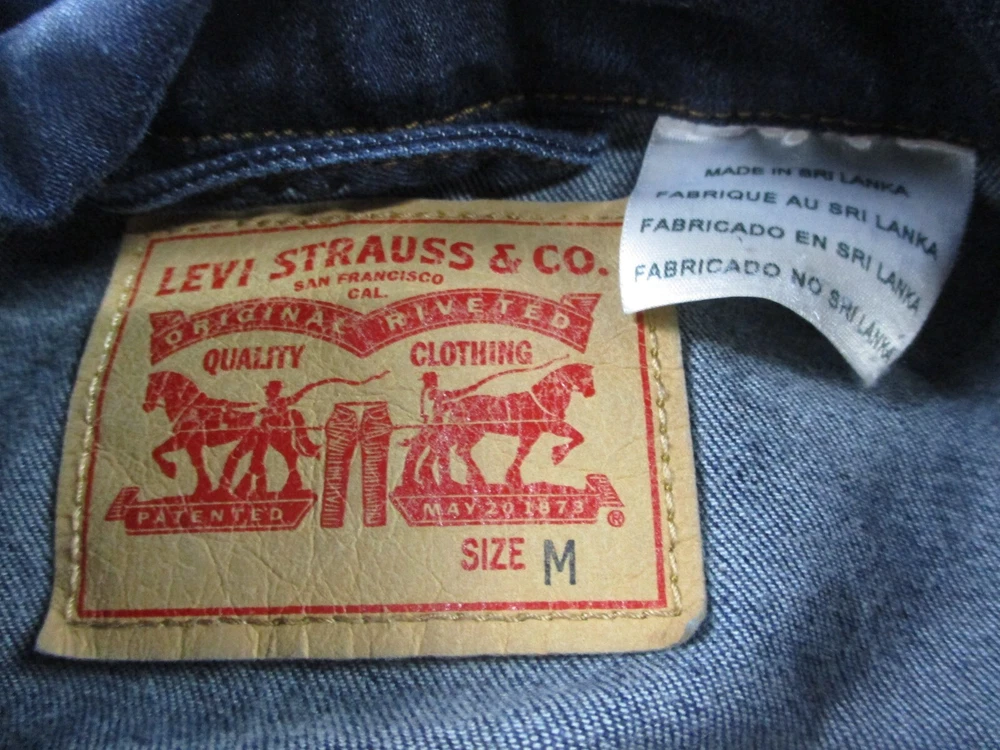 LEVI STRAUSS & CO.
SAN FRANCISCO
CAL.
ORIGINAL RIVETED
QUALITY CLOTHING
PATENTED MAY 20 1873 ®
SIZE M
MADE IN SRI LANKA
FABRIQUE AU SRI LANKA
FABRICADO EN SRI LANKA
FABRICADO NO SRI LANKA